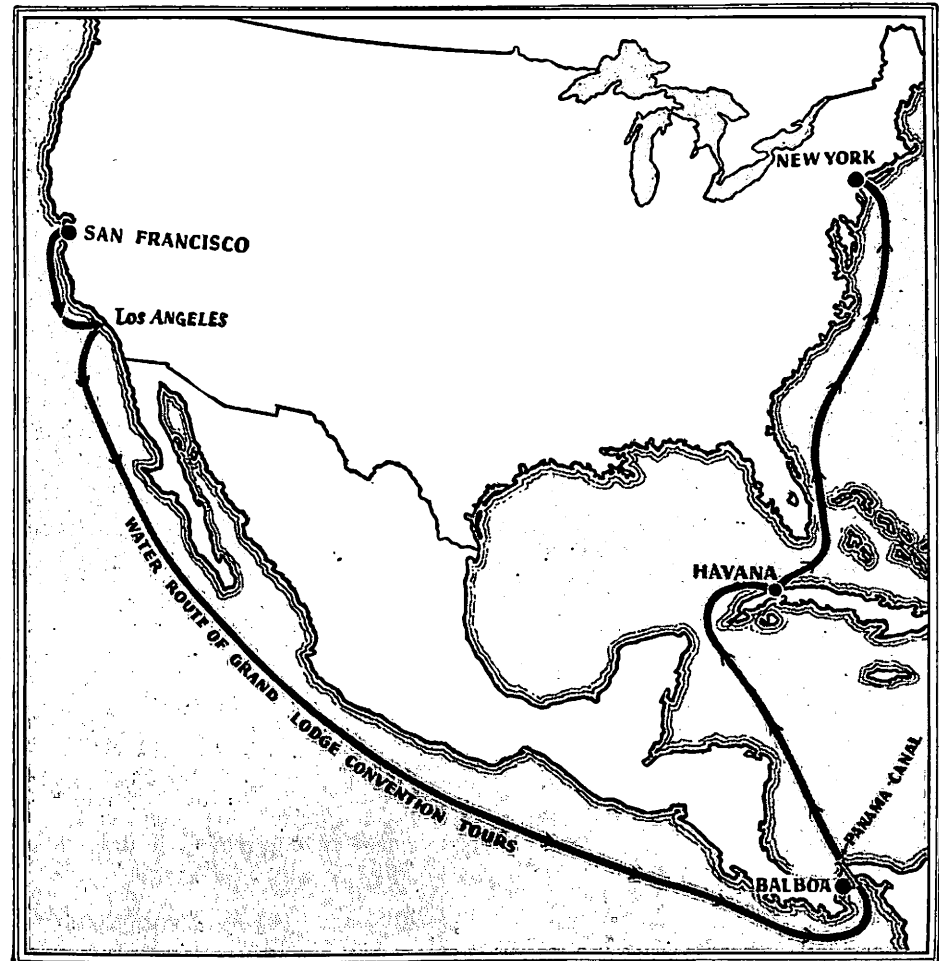 NEW YORK
SAN FRANCISCO
LOS ANGELES
HAVANA
WATER ROUTE OF GRAND LODGE CONVENTION TOURS
PANAMA CANAL
BALBOA